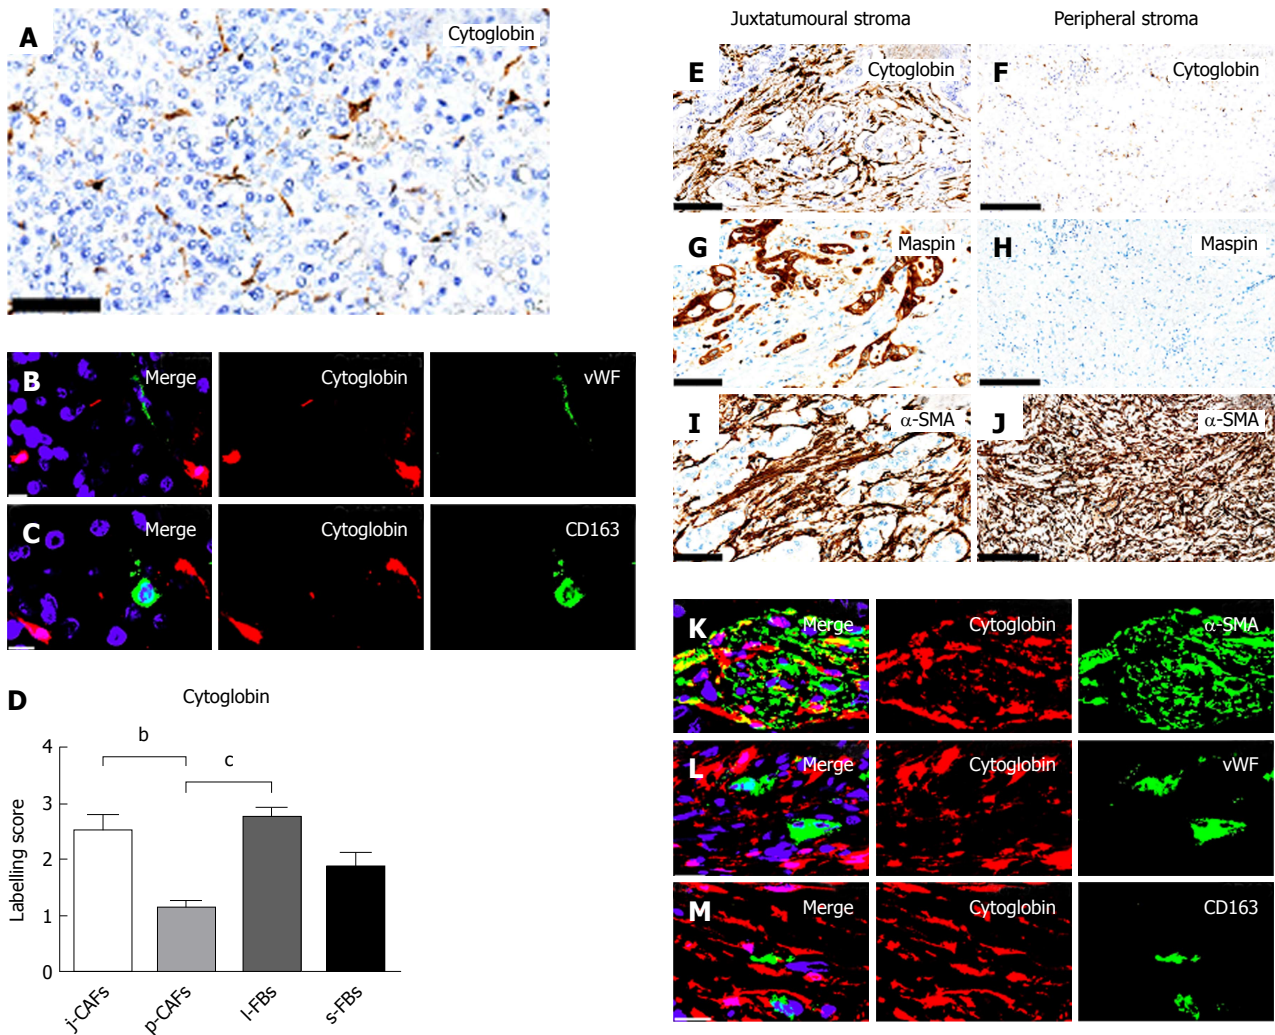 A
Cytoglobin
B
Merge
Cytoglobin
vWF
C
Merge
Cytoglobin
CD163
D
Cytoglobin
b
c
Labelling score
4
3
2
1
0
j-CAFs
p-CAFs
l-FBs
s-FBs
Juxtatumoural stroma
Peripheral stroma
E
Cytoglobin
F
Cytoglobin
G
Maspin
H
Maspin
I
α-SMA
J
α-SMA
K
Merge
Cytoglobin
α-SMA
L
Merge
Cytoglobin
vWF
M
Merge
Cytoglobin
CD163